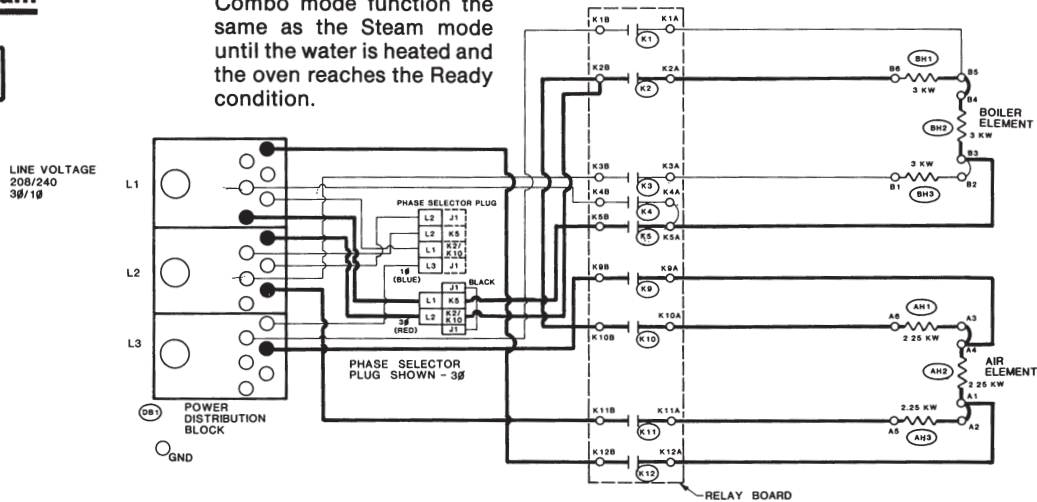 Combo mode function the
same as the Steam mode
until the water is heated and
the oven reaches the Ready
condition.
LINE VOLTAGE
208/240
3Ø/1Ø
L1
L2
L3
DS1
POWER
DISTRIBUTION
BLOCK
GND
PHASE SELECTOR PLUG
L2 J1
L2 K5
L1 K2/
K10
L3 J1
1Ø
(BLUE)
BLACK
J1
L1 K5
L2 K2/
K10
J1
3Ø
(RED)
PHASE SELECTOR
PLUG SHOWN - 3Ø
K1B K1A
K1
K2B K2A
K2
K3B K3A
K3
K4B K4A
K4
K5B
K5 K5A
K9B K9A
K9
K10A
K10B K10
K11B K11A
K11
K12B K12A
K12
RELAY BOARD
B6 BH1 B5
3 KW
B4
BH2 3 KW
BOILER
ELEMENT
B3
3 KW
B1 BH3 B2
A6 AH1 A3
2 25 KW
A4
AH2 2 25 KW
AIR
ELEMENT
A1
2.25 KW
A5 AH3 A2